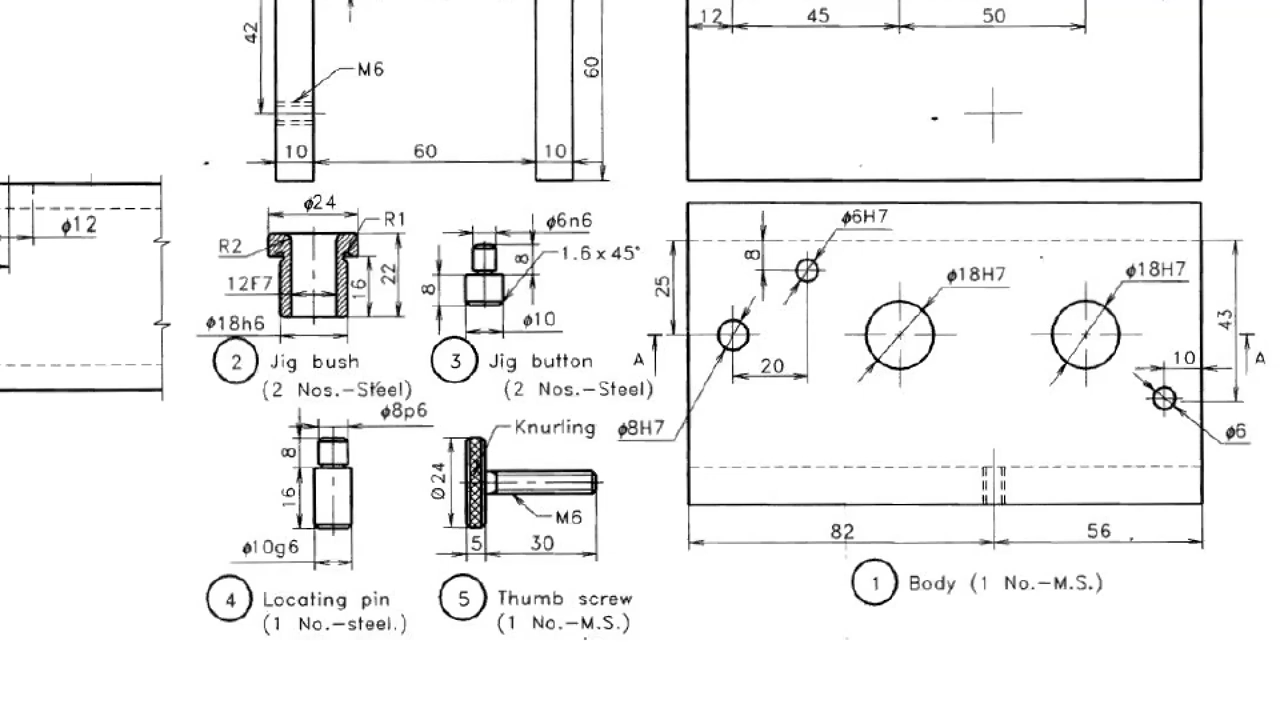 42
M6
10
60
10
60
12
45
50
φ12
φ24
R1
R2
12F7
16
22
φ18h6
2 Jig bush
(2 Nos.–Steel)
φ6n6
8
1.6 x 45°
8
φ10
3 Jig button
(2 Nos.–Steel)
φ8p6
8
16
φ10g6
4 Locating pin
(1 No.–steel.)
Knurling
Ø24
M6
5
30
5 Thumb screw
(1 No.–M.S.)
φ6H7
8
25
φ18H7
φ18H7
43
A
A
20
10
φ8H7
φ6
82
56
1 Body (1 No.–M.S.)